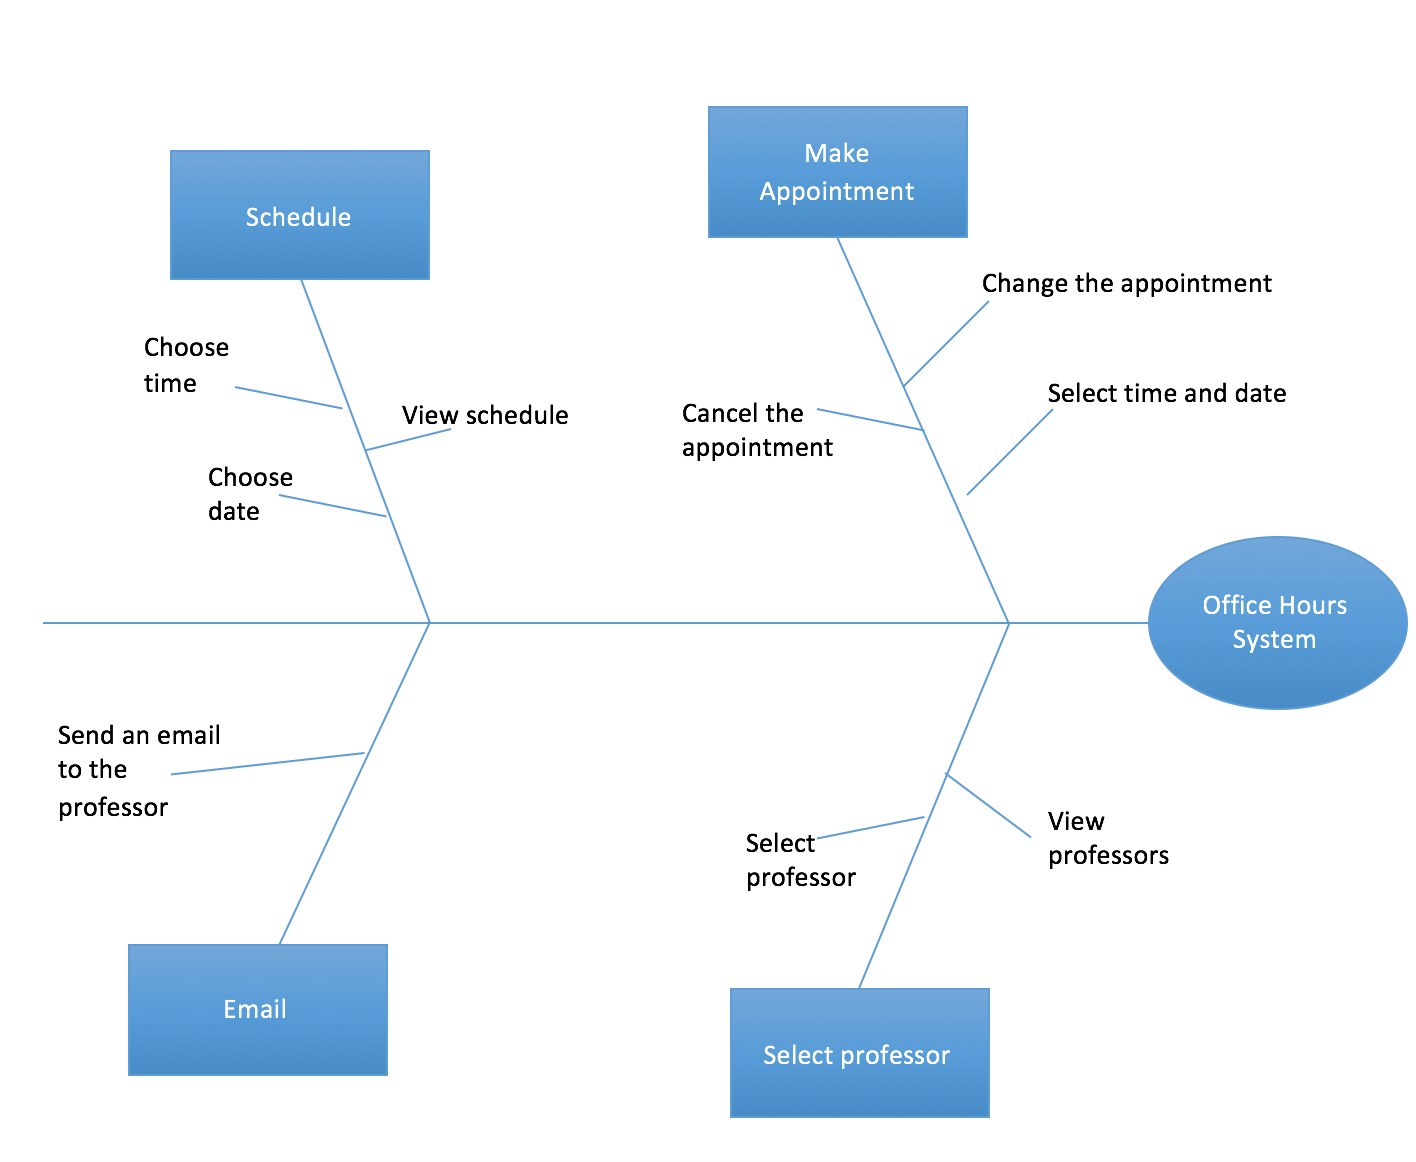 Make
Appointment
Schedule
Change the appointment
Choose
time
Select time and date
View schedule
Cancel the
appointment
Choose
date
Office Hours
System
Send an email
to the
professor
View
professors
Select
professor
Email
Select professor